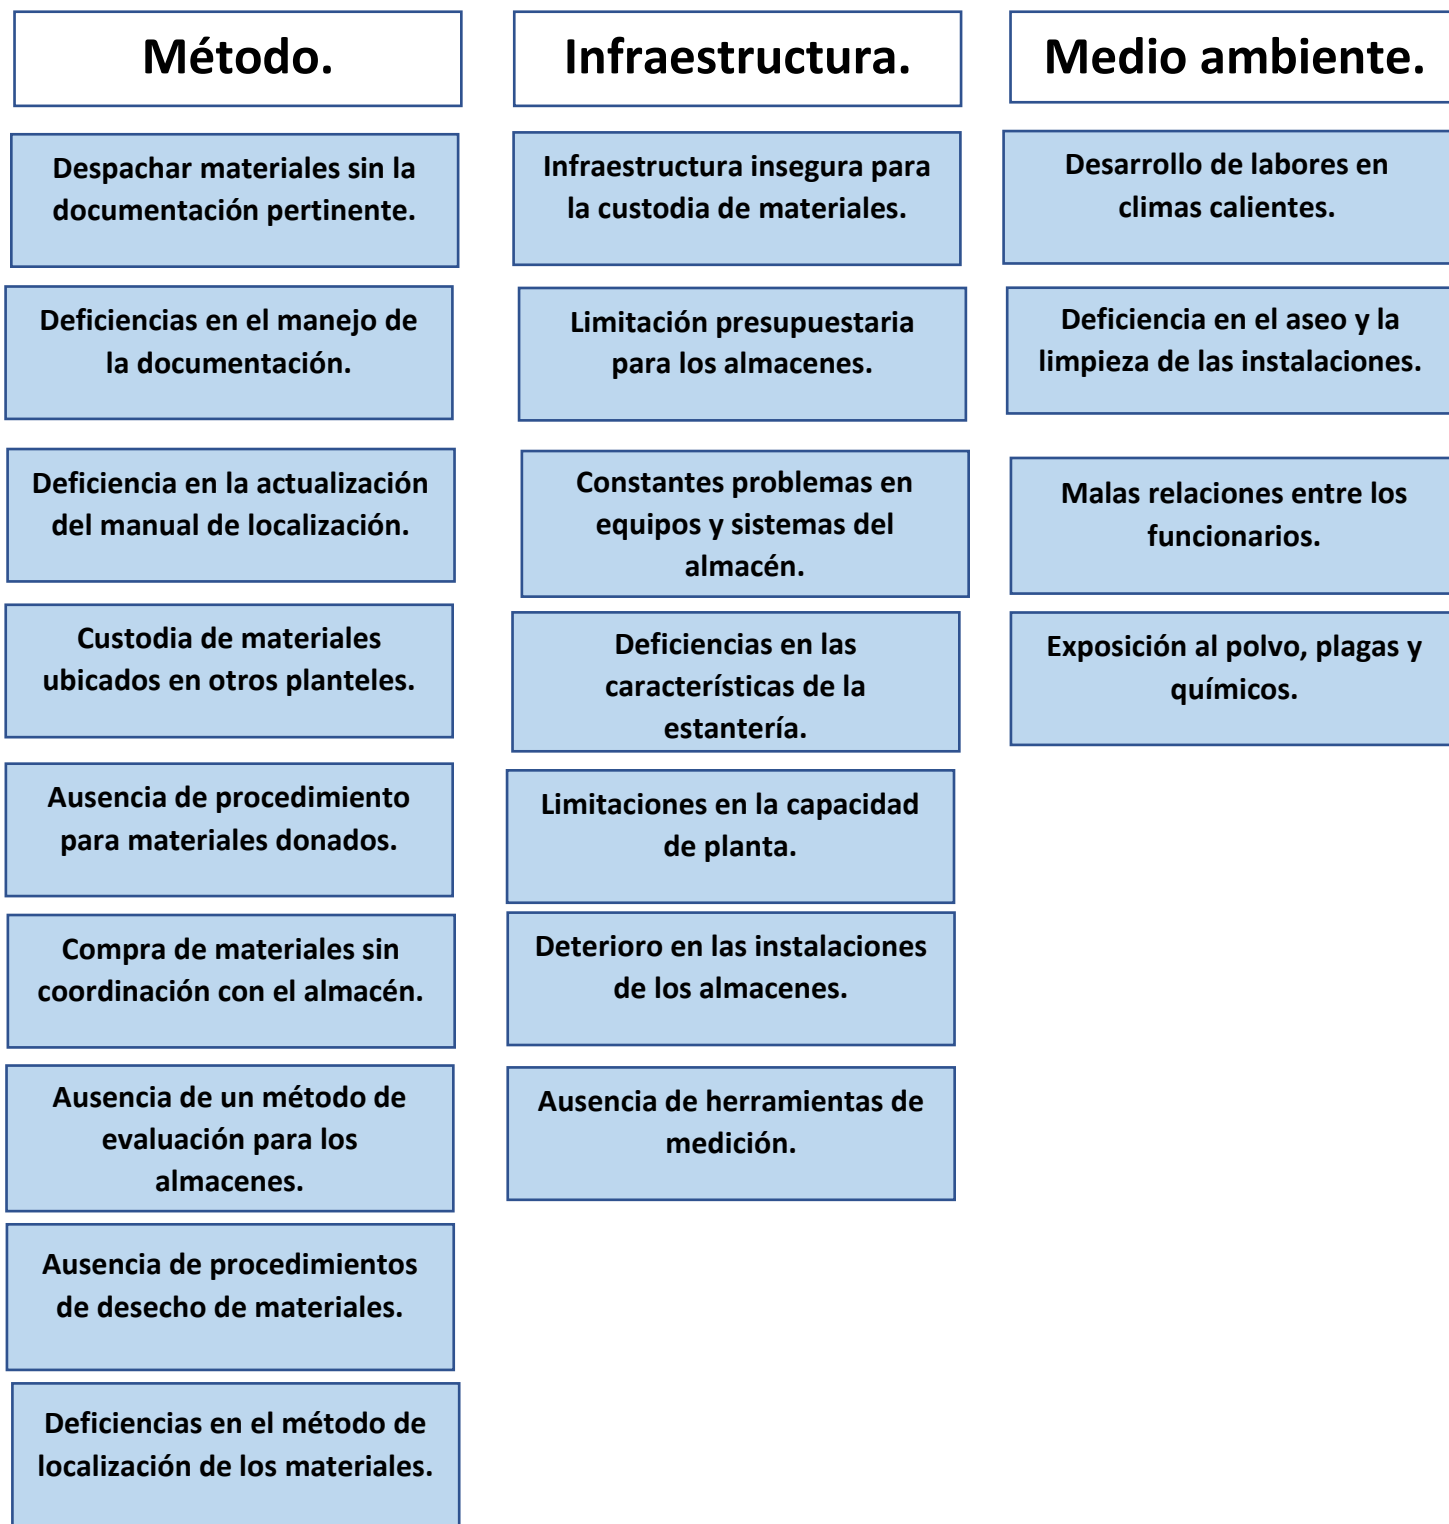 Método.
Despachar materiales sin la
documentación pertinente.
Deficiencias en el manejo de
la documentación.
Deficiencia en la actualización
del manual de localización.
Custodia de materiales
ubicados en otros planteles.
Ausencia de procedimiento
para materiales donados.
Compra de materiales sin
coordinación con el almacén.
Ausencia de un método de
evaluación para los
almacenes.
Ausencia de procedimientos
de desecho de materiales.
Deficiencias en el método de
localización de los materiales.
Infraestructura.
Infraestructura insegura para
la custodia de materiales.
Limitación presupuestaria
para los almacenes.
Constantes problemas en
equipos y sistemas del
almacén.
Deficiencias en las
características de la
estantería.
Limitaciones en la capacidad
de planta.
Deterioro en las instalaciones
de los almacenes.
Ausencia de herramientas de
medición.
Medio ambiente.
Desarrollo de labores en
climas calientes.
Deficiencia en el aseo y la
limpieza de las instalaciones.
Malas relaciones entre los
funcionarios.
Exposición al polvo, plagas y
químicos.